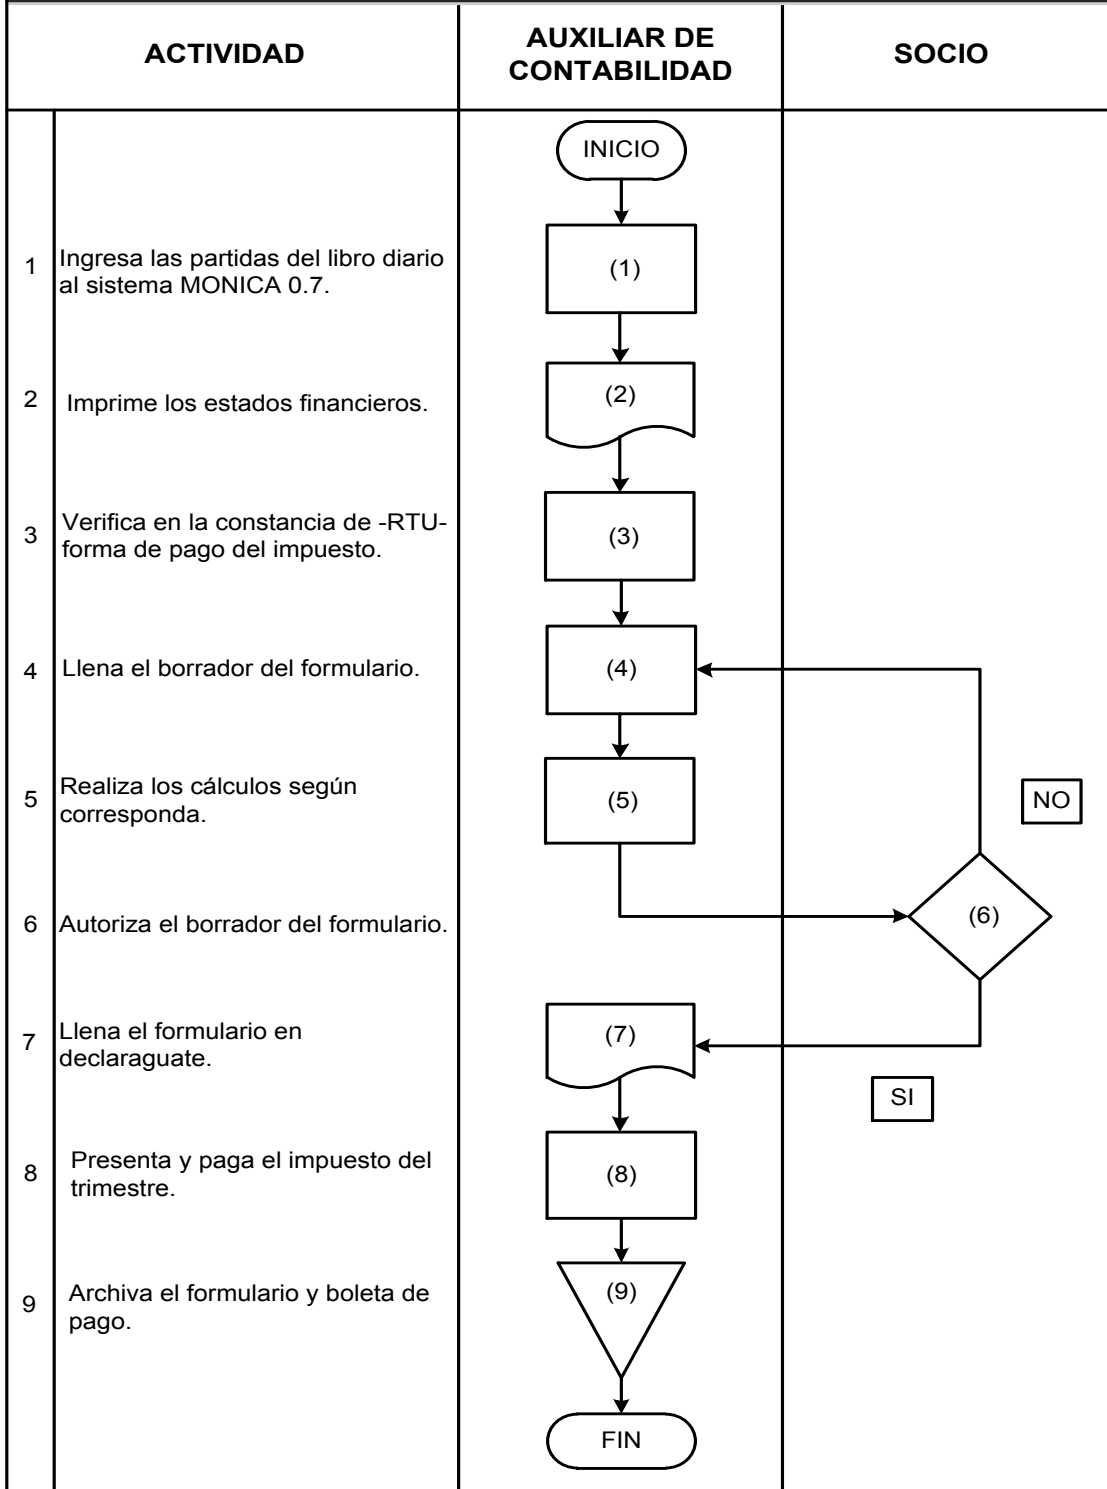 ACTIVIDAD
AUXILIAR DE
CONTABILIDAD
SOCIO
INICIO
1
Ingresa las partidas del libro diario
al sistema MONICA 0.7.
(1)
2
Imprime los estados financieros.
(2)
3
Verifica en la constancia de -RTU-
forma de pago del impuesto.
(3)
4
Llena el borrador del formulario.
(4)
5
Realiza los cálculos según
corresponda.
(5)
NO
6
Autoriza el borrador del formulario.
(6)
7
Llena el formulario en
declaraguate.
(7)
SI
8
Presenta y paga el impuesto del
trimestre.
(8)
9
Archiva el formulario y boleta de
pago.
(9)
FIN